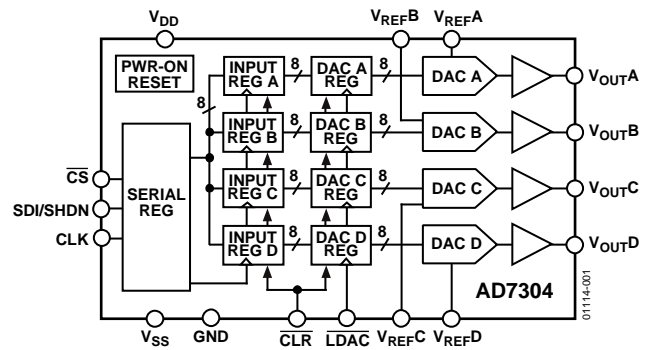 VDD
VREFB
VREFA
PWR-ON
RESET
8
INPUT
REG A
8
DAC A
REG
8
DAC A
VOUTA
INPUT
REG B
8
DAC B
REG
8
DAC B
VOUTB
CS
SDI/SHDN
CLK
SERIAL
REG
INPUT
REG C
8
DAC C
REG
8
DAC C
VOUTC
INPUT
REG D
8
DAC D
REG
8
DAC D
VOUTD
AD7304
01114-001
VSS
GND
CLR
LDAC
VREFC
VREFD